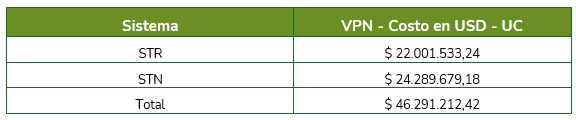 Sistema VPN - Costo en USD - UC
STR $ 22.001.533,24
STN $ 24.289.679,18
Total $ 46.291.212,42